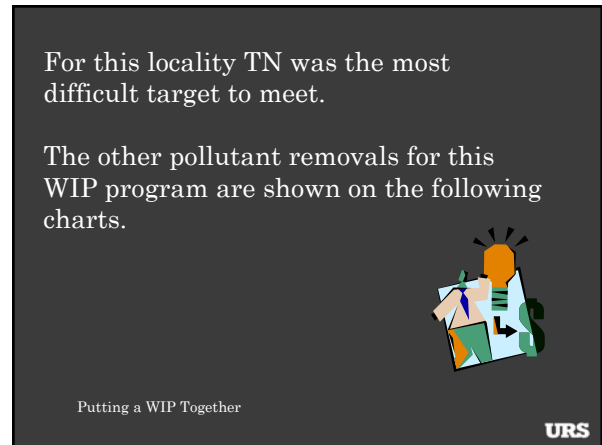 For this locality TN was the most
difficult target to meet.
The other pollutant removals for this
WIP program are shown on the following
charts.
Putting a WIP Together
URS